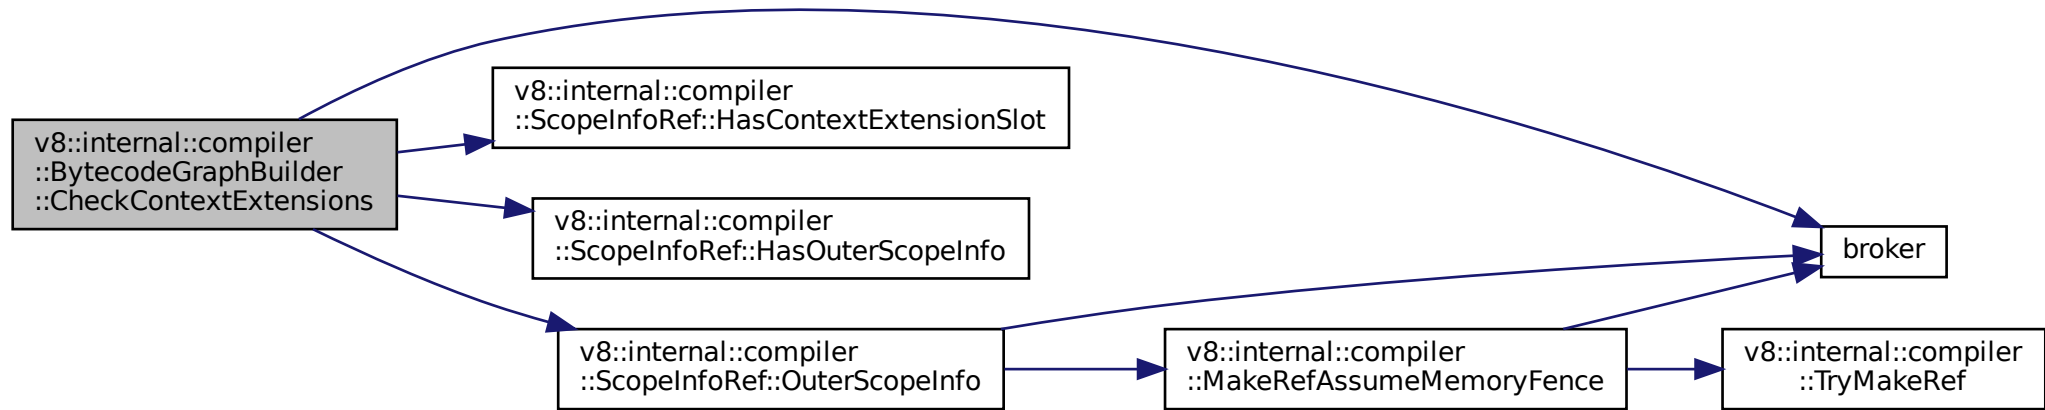 v8::internal::compiler
::BytecodeGraphBuilder
::CheckContextExtensions
v8::internal::compiler
::ScopeInfoRef::HasContextExtensionSlot
v8::internal::compiler
::ScopeInfoRef::HasOuterScopeInfo
v8::internal::compiler
::ScopeInfoRef::OuterScopeInfo
v8::internal::compiler
::MakeRefAssumeMemoryFence
broker
v8::internal::compiler
::TryMakeRef